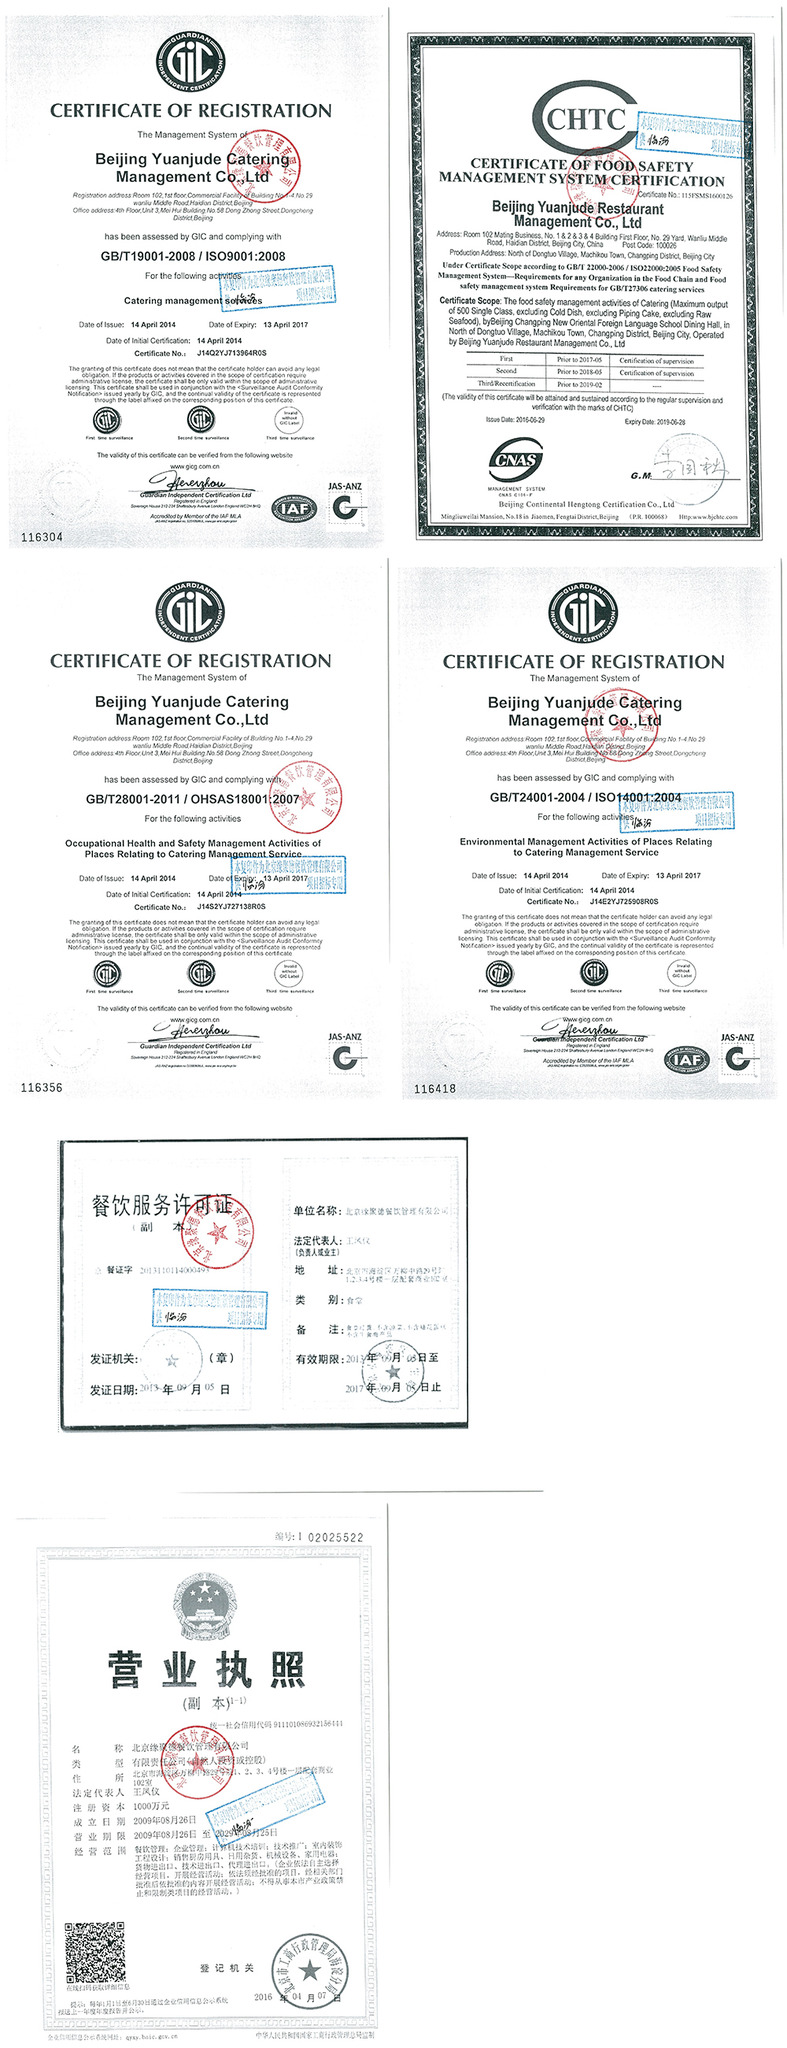 GUARDIAN
GIC
INDEPENDENT CERTIFICATION
CERTIFICATE OF REGISTRATION
The Management System of
Beijing Yuanjude Catering
Management Co.,Ltd
Registration address:Room 102,1st floor,Commercial Facility of Building No.1-4,No.29
wanliu Middle Road,Haidian District,Beijing
Office address:4th Floor,Unit 3,Mei Hui Building No.58 Dong Zhong Street,Dongcheng
District,Beijing
has been assessed by GIC and complying with
GB/T19001-2008 / ISO9001:2008
For the following activities
Catering management services
Date of Issue: 14 April 2014 Date of Expiry: 13 April 2017
Date of Initial Certification: 14 April 2014
Certificate No.: J14Q2YJ713964R0S
The granting of this certificate does not mean that the certificate holder can avoid any legal
obligation. If the products or activities covered in the scope of certification require
administrative license, the certificate shall be only valid within the scope of administrative
licensing. This certificate shall be used in conjunction with the <Surveillance Audit Conformity
Notification> issued yearly by GIC, and the continual validity of the certificate is represented
through the label affixed on the corresponding position of this certificate.
Invalid
without
GIC Label
First time surveillance Second time surveillance Third time surveillance
The validity of this certificate can be verified from the following website
www.gicg.com.cn
Guardian Independent Certification Ltd
Registered in England
Accredited by Member of the IAF MLA
IAF
JAS-ANZ
116304
CHTC
CERTIFICATE OF FOOD SAFETY
MANAGEMENT SYSTEM CERTIFICATION
Certificate No.: 115FSMS1600126
Beijing Yuanjude Restaurant
Management Co., Ltd
Address: Room 102 Mating Business, No. 1 & 2 & 3 & 4 Building First Floor, No. 29 Yard, Wanliu Middle
Road, Haidian District, Beijing City, China Post Code: 100026
Production Address: North of Dongtuo Village, Machikou Town, Changping District, Beijing City
Under Certificate Scope according to GB/T 22000-2006 / ISO22000:2005 Food Safety
Management System—Requirements for any Organization in the Food Chain and Food
safety management system Requirements for GB/T27306 catering services
Certificate Scope: The food safety management activities of Catering (Maximum output
of 500 Single Class, excluding Cold Dish, excluding Piping Cake, excluding Raw
Seafood), byBeijing Changping New Oriental Foreign Language School Dining Hall, in
North of Dongtuo Village, Machikou Town, Changping District, Beijing City, Operated
by Beijing Yuanjude Restaurant Management Co., Ltd
First Prior to 2017-05 Certification of supervision
Second Prior to 2018-05 Certification of supervision
Third/Recertification Prior to 2019-02 ----
(The validity of this certificate will be attained and sustained according to the regular supervision and
verification with the marks of CHTC)
Issue Date: 2016-06-29 Expiry Date: 2019-06-28
CNAS
MANAGEMENT SYSTEM
G.M.
Beijing Continental Hengtong Certification Co., Ltd
Mingliuweilai Mansion, No.18 in Jiaomen, Fengtai District,Beijing (P.R. 100068) Http:www.bjchtc.com
GUARDIAN
GIC
INDEPENDENT CERTIFICATION
CERTIFICATE OF REGISTRATION
The Management System of
Beijing Yuanjude Catering
Management Co.,Ltd
Registration address:Room 102,1st floor,Commercial Facility of Building No.1-4,No.29
wanliu Middle Road,Haidian District,Beijing
Office address:4th Floor,Unit 3,Mei Hui Building No.58 Dong Zhong Street,Dongcheng
District,Beijing
has been assessed by GIC and complying with
GB/T28001-2011 / OHSAS18001:2007
For the following activities
Occupational Health and Safety Management Activities of
Places Relating to Catering Management Service
Date of Issue: 14 April 2014 Date of Expiry: 13 April 2017
Date of Initial Certification: 14 April 2014
Certificate No.: J14S2YJ727138R0S
The granting of this certificate does not mean that the certificate holder can avoid any legal
obligation. If the products or activities covered in the scope of certification require
administrative license, the certificate shall be only valid within the scope of administrative
licensing. This certificate shall be used in conjunction with the <Surveillance Audit Conformity
Notification> issued yearly by GIC, and the continual validity of the certificate is represented
through the label affixed on the corresponding position of this certificate
Invalid
without
GIC Label
First time surveillance Second time surveillance Third time surveillance
The validity of this certificate can be verified from the following website
www.gicg.com.cn
Guardian Independent Certification Ltd
Registered in England
JAS-ANZ
116356
GUARDIAN
GIC
INDEPENDENT CERTIFICATION
CERTIFICATE OF REGISTRATION
The Management System of
Beijing Yuanjude Catering
Management Co.,Ltd
Registration address:Room 102,1st floor,Commercial Facility of Building No.1-4,No.29
wanliu Middle Road,Haidian District,Beijing
Office address:4th Floor,Unit 3,Mei Hui Building No.58 Dong Zhong Street,Dongcheng
District,Beijing
has been assessed by GIC and complying with
GB/T24001-2004 / ISO14001:2004
For the following activities
Environmental Management Activities of Places Relating
to Catering Management Service
Date of Issue: 14 April 2014 Date of Expiry: 13 April 2017
Date of Initial Certification: 14 April 2014
Certificate No.: J14E2YJ725908R0S
The granting of this certificate does not mean that the certificate holder can avoid any legal
obligation. If the products or activities covered in the scope of certification require
administrative license, the certificate shall be only valid within the scope of administrative
licensing. This certificate shall be used in conjunction with the <Surveillance Audit Conformity
Notification> issued yearly by GIC, and the continual validity of the certificate is represented
through the label affixed on the corresponding position of this certificate
Invalid
without
GIC Label
First time surveillance Second time surveillance Third time surveillance
The validity of this certificate can be verified from the following website
www.gicg.com.cn
Guardian Independent Certification Ltd
Registered in England
Accredited by Member of the IAF MLA
IAF
JAS-ANZ
116418
餐饮服务许可证
(副 本)
餐证字
发证机关: (章)
发证日期: 2013 年 09 月 05 日
单位名称: 北京缘聚德餐饮管理有限公司
法定代表人: 王凤仪
(负责人或业主)
地 址: 北京市海淀区万柳中路29号
1,2,3,4号楼一层配套商业102室
类 别: 食堂
备 注:
有效期限: 2013 年 09 月 05 日至
2017 年 09 月 05 日止
编号: 1 02025522
营业执照
(副 本)(1-1)
统一社会信用代码 911101086932156444
名 称 北京缘聚德餐饮管理有限公司
类 型 有限责任公司(自然人投资或控股)
住 所 北京市海淀区万柳中路29号1、2、3、4号楼一层配套商业
102室
法定代表人 王凤仪
注册资本 1000万元
成立日期 2009年08月26日
营业期限 2009年08月26日 至 2029年08月25日
经营范围 餐饮管理;企业管理;计算机技术培训;技术推广;室内装饰
工程设计;销售厨房用具、日用杂货、机械设备、家用电器;
货物进出口、技术进出口、代理进出口。(企业依法自主选择
经营项目,开展经营活动;依法须经批准的项目,经相关部门
批准后依批准的内容开展经营活动;不得从事本市产业政策禁
止和限制类项目的经营活动。)
在线扫码获取详细信息
登记机关
2016 年 04 月 07 日
提示:每年1月1日至6月30日通过企业信用信息公示系统
报送上一年度年度报告并公示。
企业信用信息公示系统网址: qyxy.baic.gov.cn 中华人民共和国国家工商行政管理总局监制